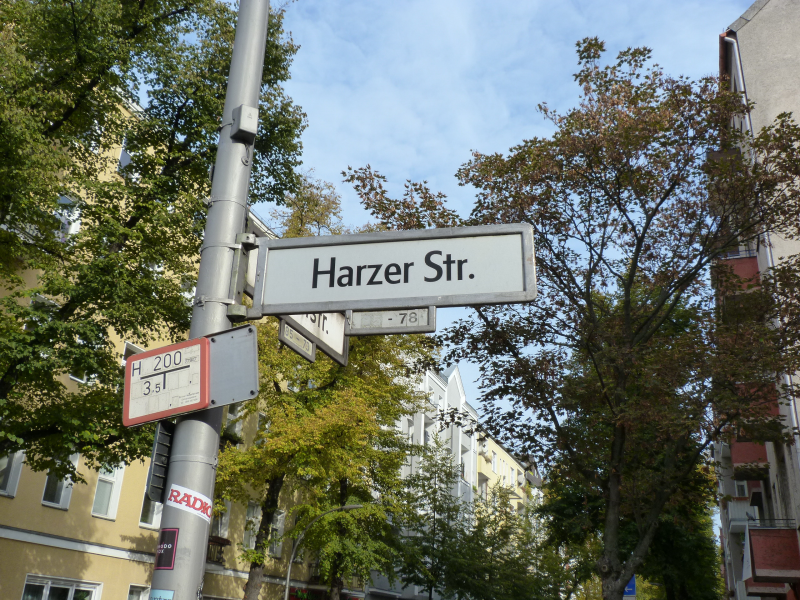 Harzer Str.
- 78
str.
H 200
3.5
RADIO